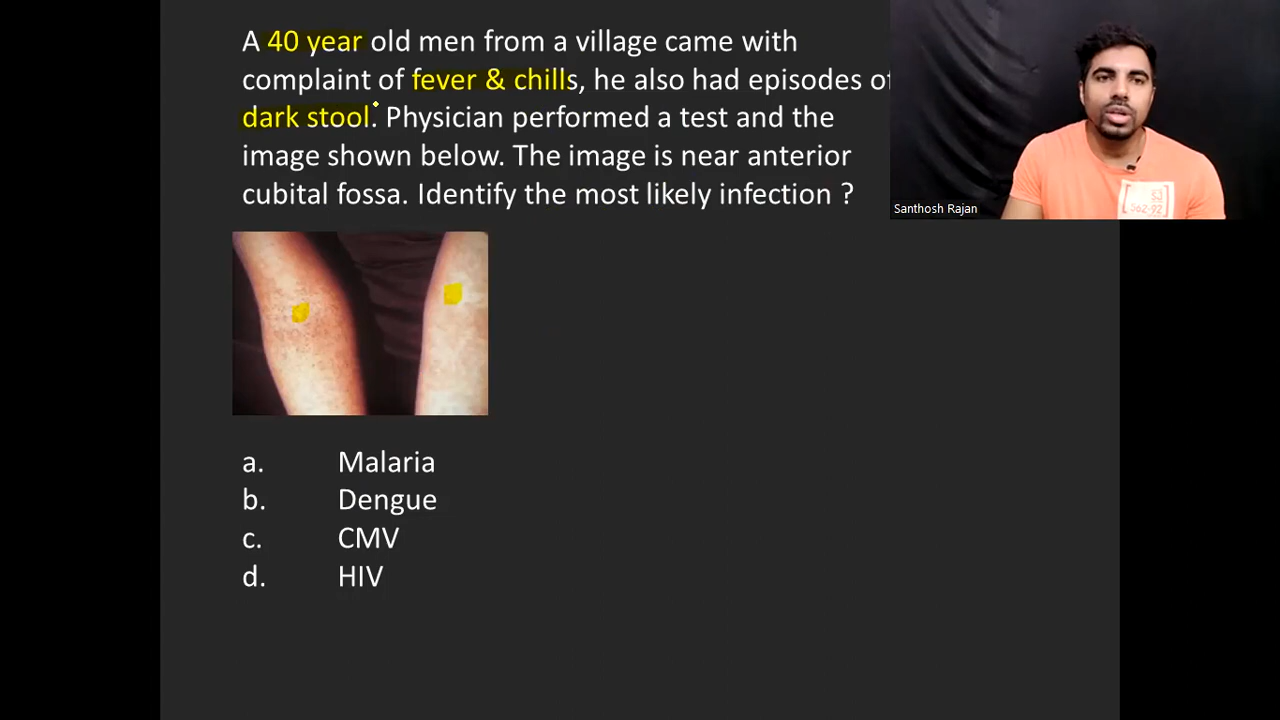 A 40 year old men from a village came with
complaint of fever & chills, he also had episodes of
dark stool. Physician performed a test and the
image shown below. The image is near anterior
cubital fossa. Identify the most likely infection ?
Santhosh Rajan
a. Malaria
b. Dengue
c. CMV
d. HIV